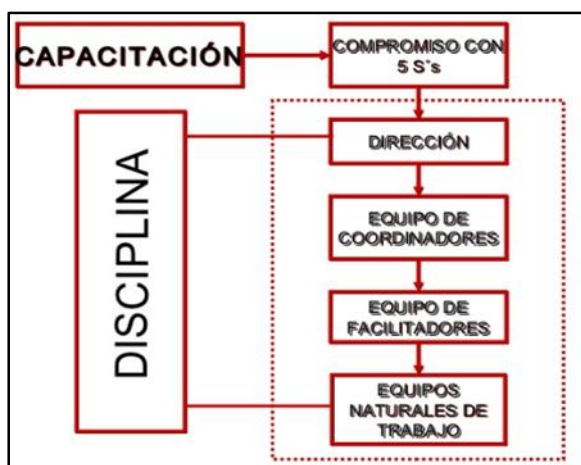 CAPACITACIÓN
COMPROMISO CON
5 S´s
DISCIPLINA
DIRECCIÓN
EQUIPO DE
COORDINADORES
EQUIPO DE
FACILITADORES
EQUIPOS
NATURALES DE
TRABAJO